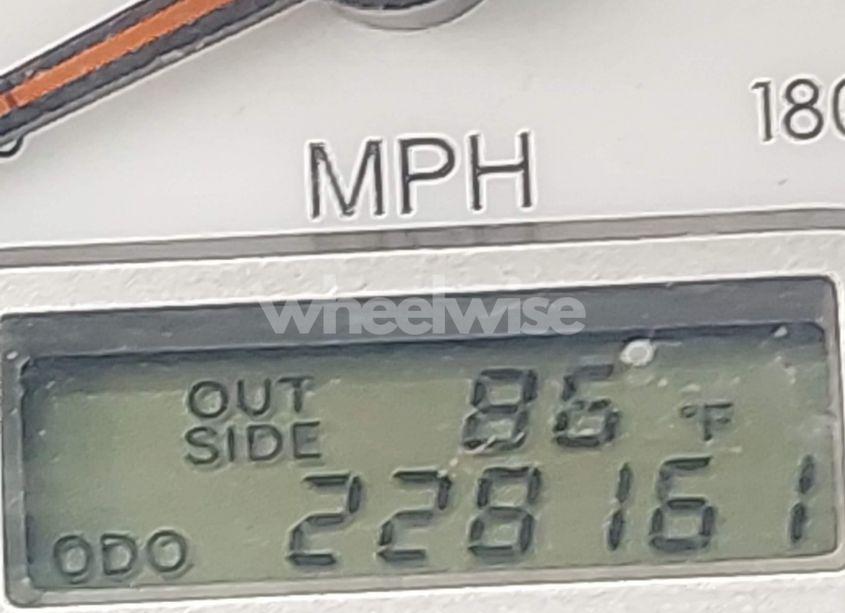 180
MPH
wheelwise
OUT 86 °F
SIDE
ODO 228161